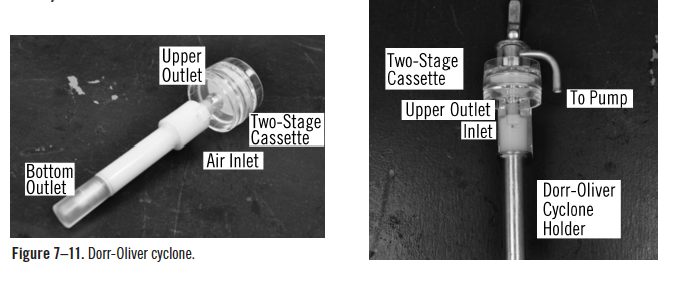 Upper
Outlet
Two-Stage
Cassette
Air Inlet
Bottom
Outlet
Figure 7–11. Dorr-Oliver cyclone.
Two-Stage
Cassette
To Pump
Upper Outlet
Inlet
Dorr-Oliver
Cyclone
Holder